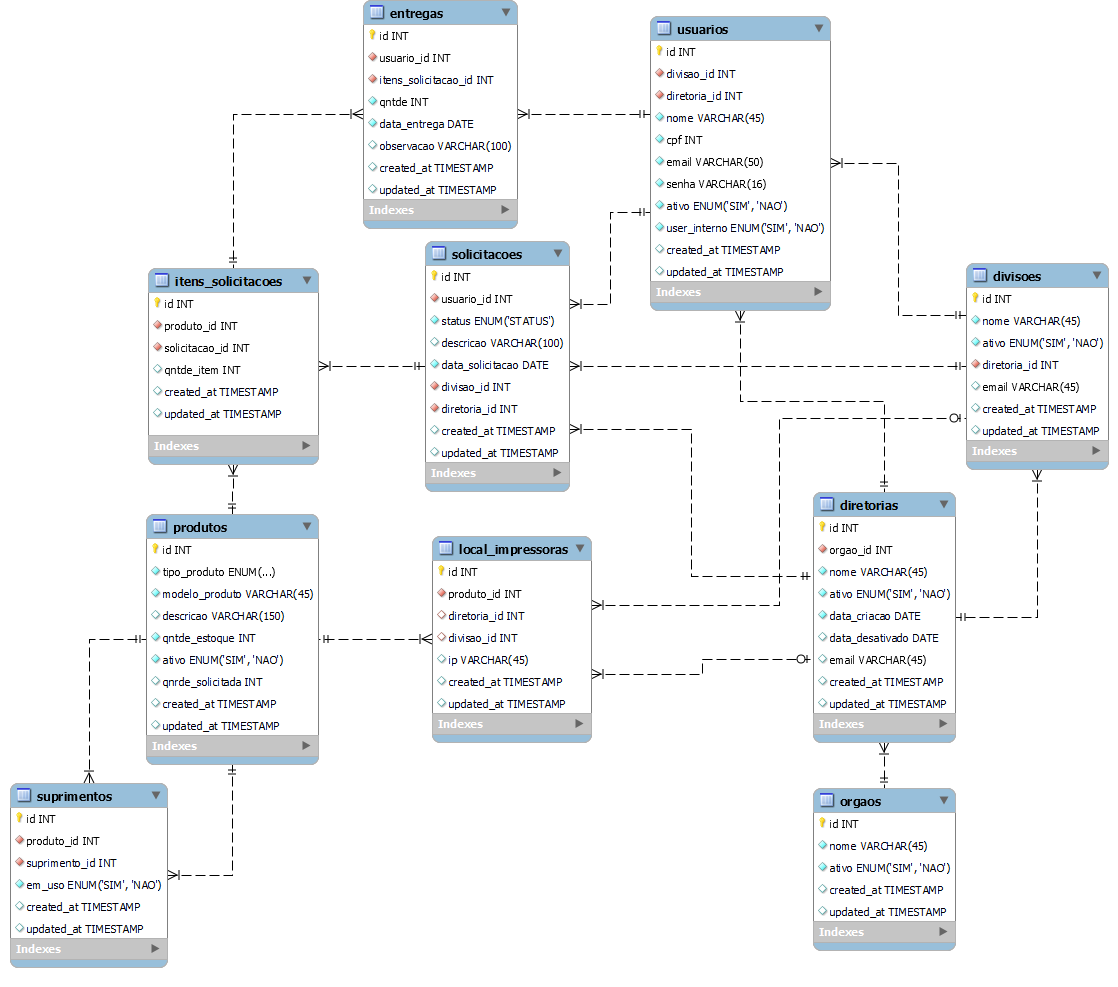 entregas
id INT
usuario_id INT
itens_solicitacao_id INT
qntde INT
data_entrega DATE
observacao VARCHAR(100)
created_at TIMESTAMP
updated_at TIMESTAMP
Indexes
usuarios
id INT
divisao_id INT
diretoria_id INT
nome VARCHAR(45)
cpf INT
email VARCHAR(50)
senha VARCHAR(16)
ativo ENUM('SIM', 'NAO')
user_interno ENUM('SIM', 'NAO')
created_at TIMESTAMP
updated_at TIMESTAMP
Indexes
itens_solicitacoes
id INT
produto_id INT
solicitacao_id INT
qntde_item INT
created_at TIMESTAMP
updated_at TIMESTAMP
Indexes
solicitacoes
id INT
usuario_id INT
status ENUM('STATUS')
descricao VARCHAR(100)
data_solicitacao DATE
divisao_id INT
diretoria_id INT
created_at TIMESTAMP
updated_at TIMESTAMP
Indexes
divisoes
id INT
nome VARCHAR(45)
ativo ENUM('SIM', 'NAO')
diretoria_id INT
email VARCHAR(45)
created_at TIMESTAMP
updated_at TIMESTAMP
Indexes
produtos
id INT
tipo_produto ENUM(...)
modelo_produto VARCHAR(45)
descricao VARCHAR(150)
qntde_estoque INT
ativo ENUM('SIM', 'NAO')
qnrde_solicitada INT
created_at TIMESTAMP
updated_at TIMESTAMP
Indexes
local_impressoras
id INT
produto_id INT
diretoria_id INT
divisao_id INT
ip VARCHAR(45)
created_at TIMESTAMP
updated_at TIMESTAMP
Indexes
diretorias
id INT
orgao_id INT
nome VARCHAR(45)
ativo ENUM('SIM', 'NAO')
data_criacao DATE
data_desativado DATE
email VARCHAR(45)
created_at TIMESTAMP
updated_at TIMESTAMP
Indexes
suprimentos
id INT
produto_id INT
suprimento_id INT
em_uso ENUM('SIM', 'NAO')
created_at TIMESTAMP
updated_at TIMESTAMP
Indexes
orgaos
id INT
nome VARCHAR(45)
ativo ENUM('SIM', 'NAO')
created_at TIMESTAMP
updated_at TIMESTAMP
Indexes